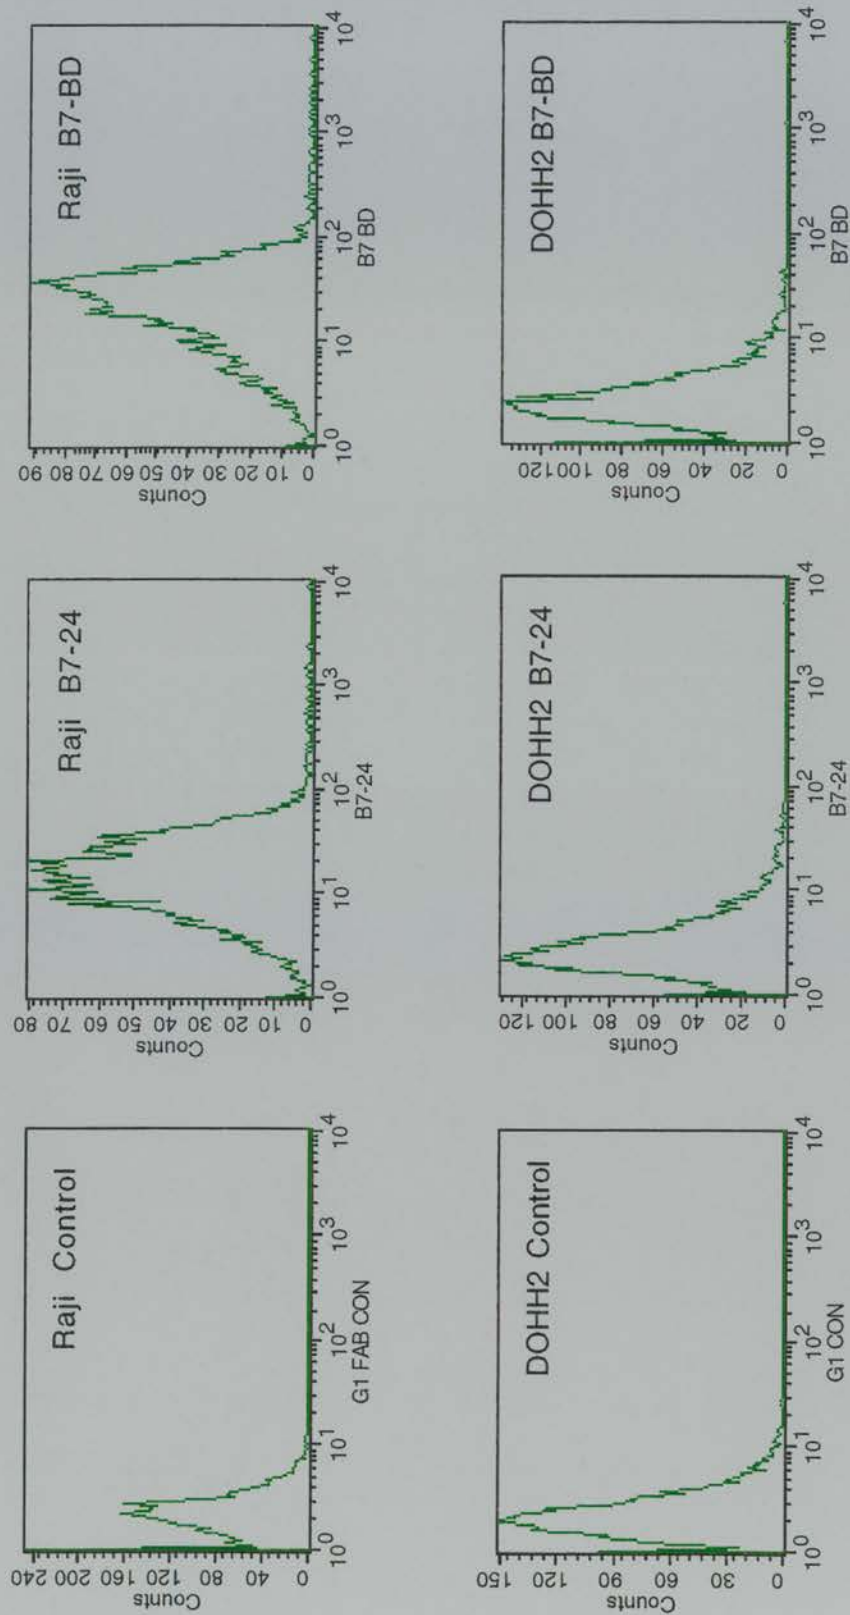 Raji Control
Counts
240
200
160
120
80
40
0
10^0 10^1 10^2 10^3 10^4
G1 FAB CON
Raji B7-24
Counts
80
70
60
50
40
30
20
10
0
10^0 10^1 10^2 10^3 10^4
B7-24
Raji B7-BD
Counts
90
80
70
60
50
40
30
20
10
0
10^0 10^1 10^2 10^3 10^4
B7 BD
DOHH2 Control
Counts
150
120
90
60
30
0
10^0 10^1 10^2 10^3 10^4
G1 CON
DOHH2 B7-24
Counts
120
100
80
60
40
20
0
10^0 10^1 10^2 10^3 10^4
B7-24
DOHH2 B7-BD
Counts
120
100
80
60
40
20
0
10^0 10^1 10^2 10^3 10^4
B7 BD